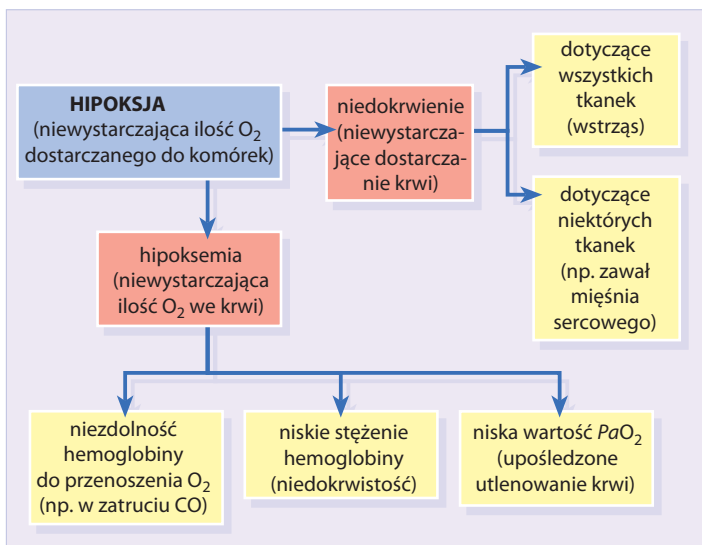 HIPOKSJA
(niewystarczająca ilość O₂
dostarczanego do komórek)
niedokrwienie
(niewystarcza-
jące dostarcza-
nie krwi)
dotyczące
wszystkich
tkanek
(wstrząs)
dotyczące
niektórych
tkanek
(np. zawał
mięśnia
sercowego)
hipoksemia
(niewystarczająca
ilość O₂ we krwi)
niezdolność
hemoglobiny
do przenoszenia O₂
(np. w zatruciu CO)
niskie stężenie
hemoglobiny
(niedokrwistość)
niska wartość PaO₂
(upośledzone
utlenowanie krwi)